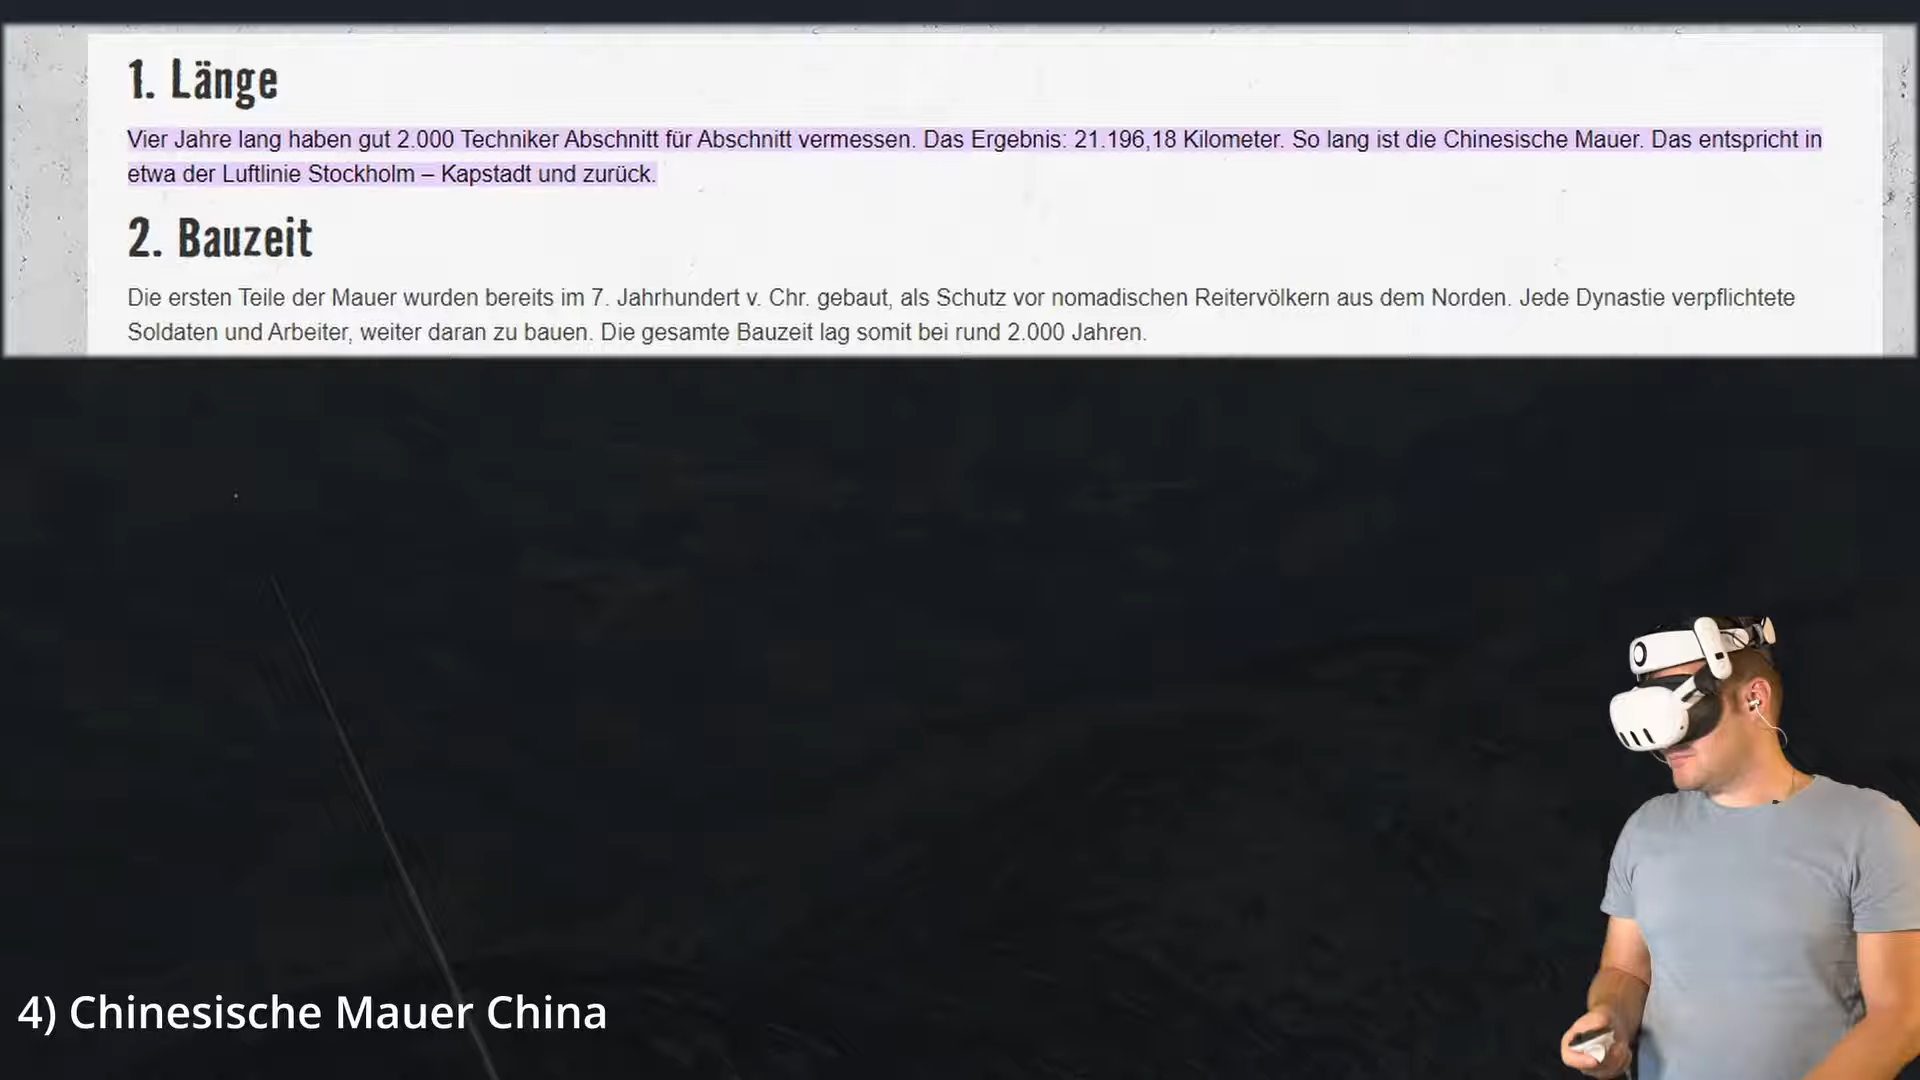 1. Länge
Vier Jahre lang haben gut 2.000 Techniker Abschnitt für Abschnitt vermessen. Das Ergebnis: 21.196,18 Kilometer. So lang ist die Chinesische Mauer. Das entspricht in
etwa der Luftlinie Stockholm – Kapstadt und zurück.
2. Bauzeit
Die ersten Teile der Mauer wurden bereits im 7. Jahrhundert v. Chr. gebaut, als Schutz vor nomadischen Reitervölkern aus dem Norden. Jede Dynastie verpflichtete
Soldaten und Arbeiter, weiter daran zu bauen. Die gesamte Bauzeit lag somit bei rund 2.000 Jahren.
4) Chinesische Mauer China